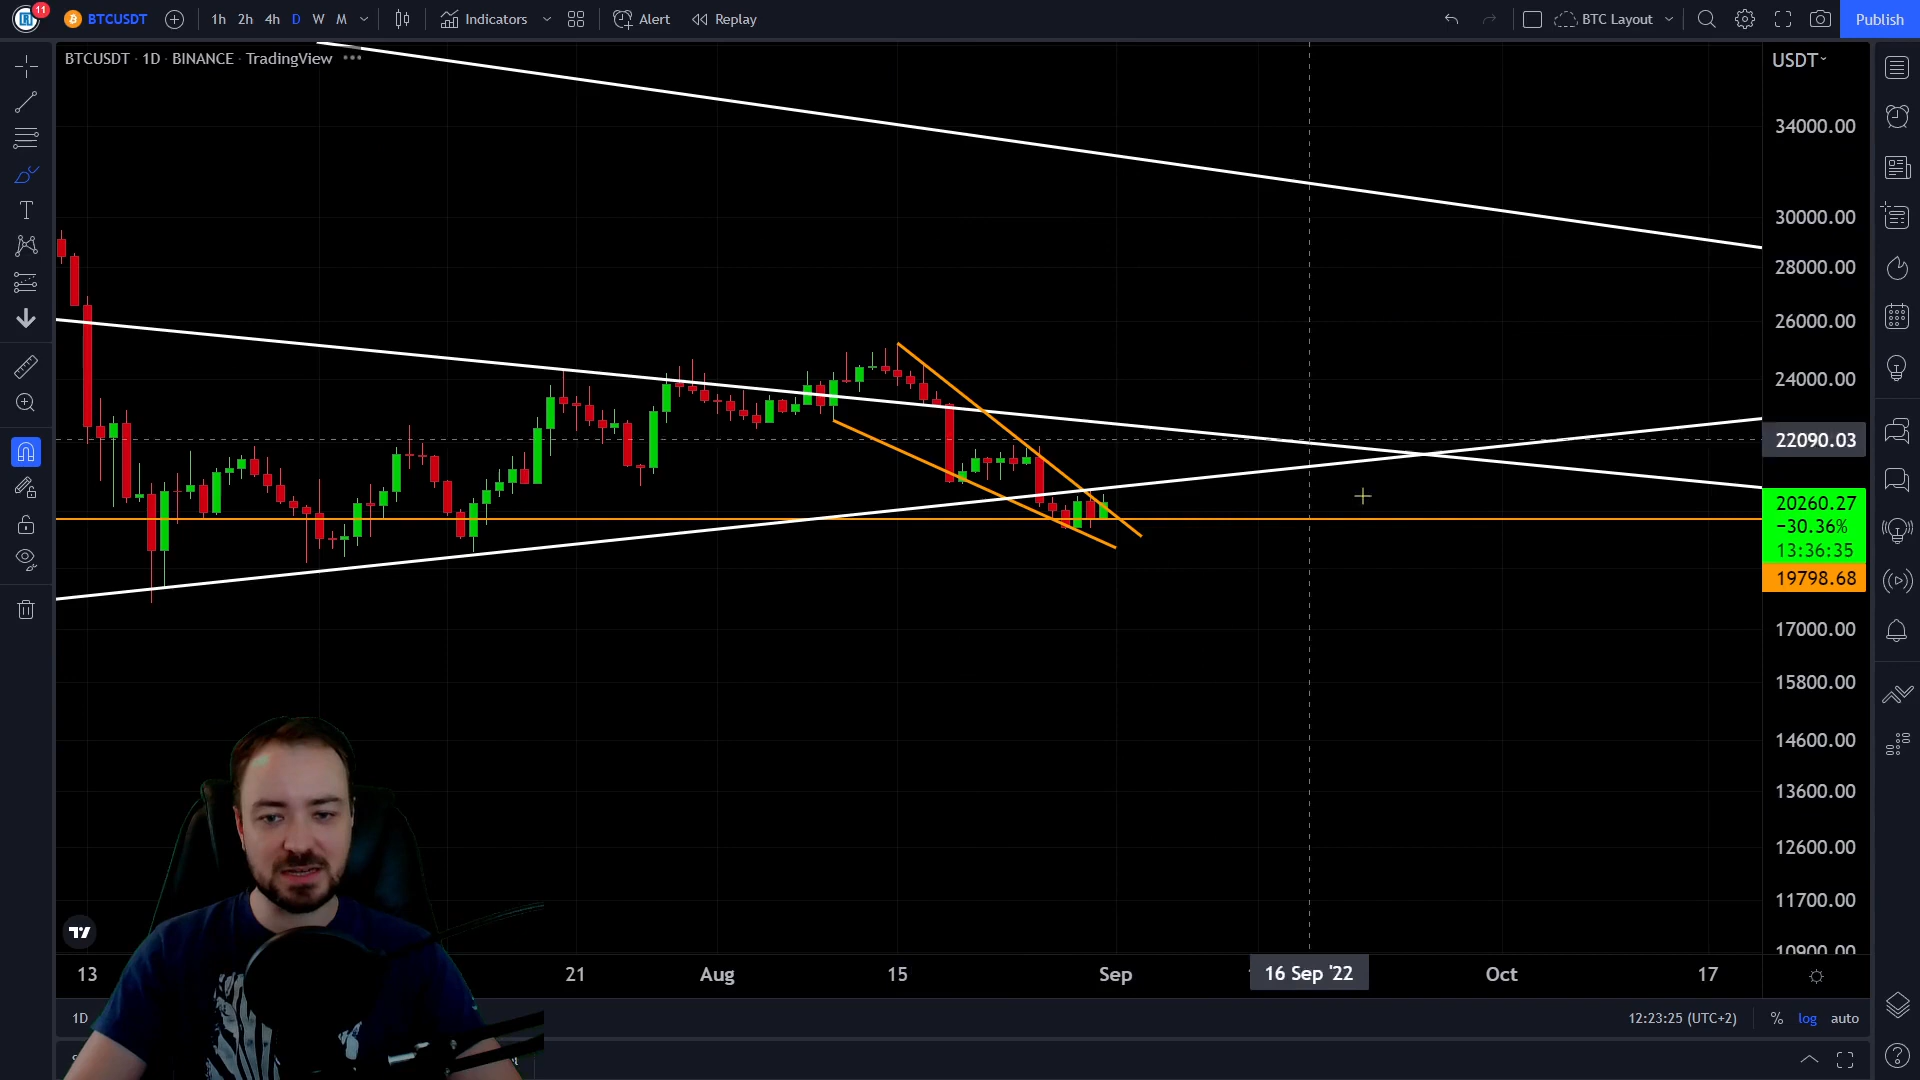 11
BTCUSDT
1h 2h 4h D W M
Indicators
Alert
Replay
BTC Layout
Publish
BTCUSDT · 1D · BINANCE · TradingView
USDT
34000.00
30000.00
28000.00
26000.00
24000.00
22090.03
20260.27
−30.36%
13:36:35
19798.68
17000.00
15800.00
14600.00
13600.00
12600.00
11700.00
10900.00
13 21 Aug 15 Sep 16 Sep '22 Oct 17
1D
12:23:25 (UTC+2) % log auto